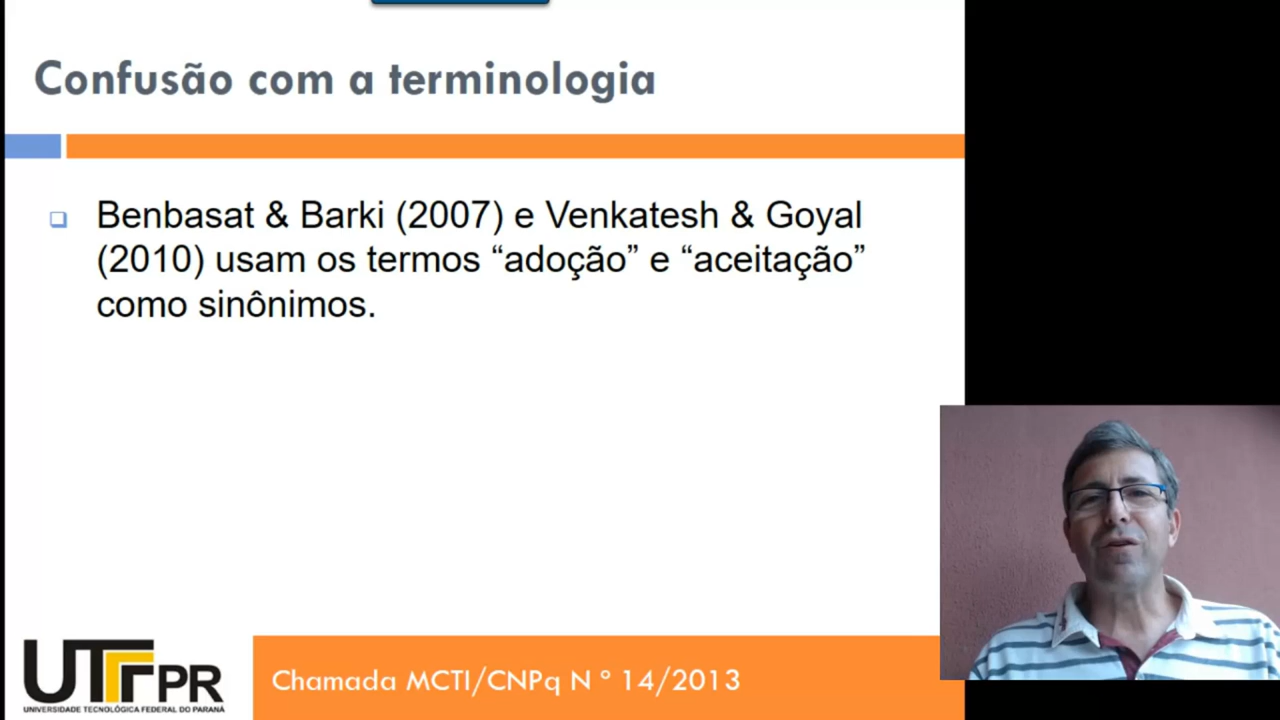 Confusão com a terminologia
Benbasat & Barki (2007) e Venkatesh & Goyal
(2010) usam os termos “adoção” e “aceitação”
como sinônimos.
UTFPR
UNIVERSIDADE TECNOLÓGICA FEDERAL DO PARANÁ
Chamada MCTI/CNPq N º 14/2013